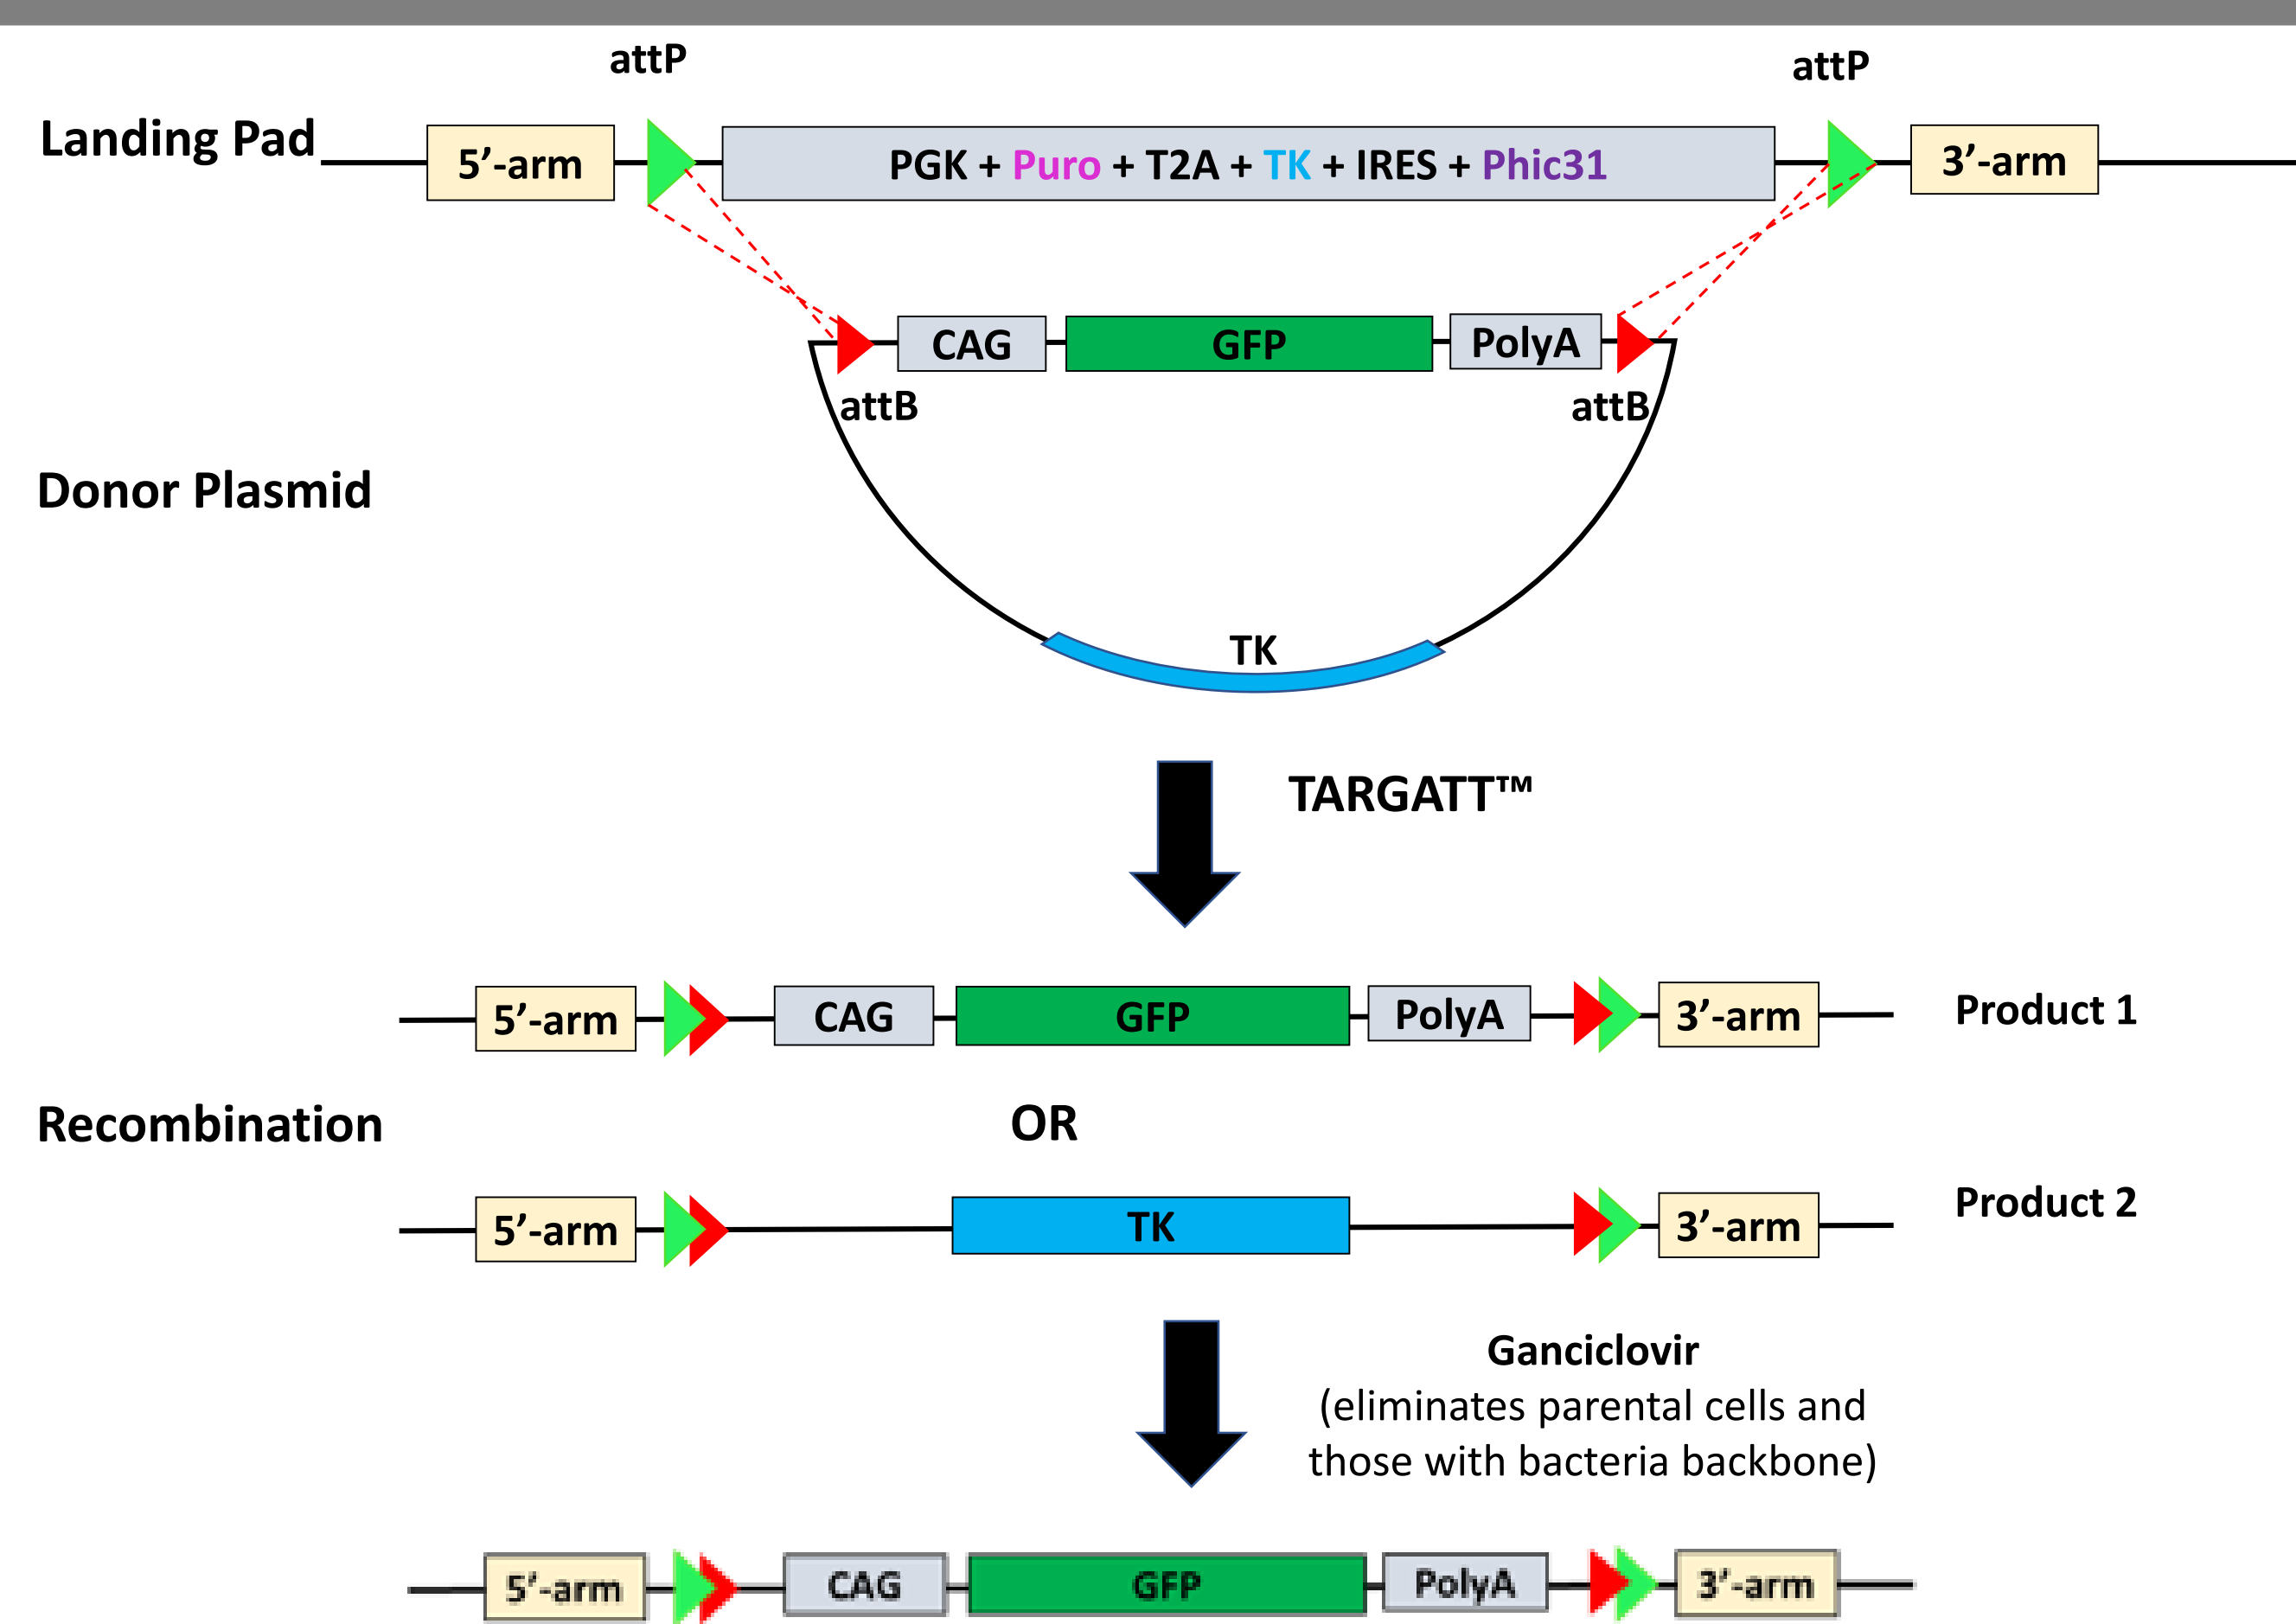 attP
attP
Landing Pad
5’-arm
PGK + Puro + T2A + TK + IRES + Phic31
3’-arm
CAG
GFP
PolyA
attB
attB
Donor Plasmid
TK
TARGATT™
5’-arm
CAG
GFP
PolyA
3’-arm
Product 1
Recombination
OR
5’-arm
TK
3’-arm
Product 2
Ganciclovir
(eliminates parental cells and
those with bacteria backbone)
5’-arm
CAG
GFP
PolyA
3’-arm